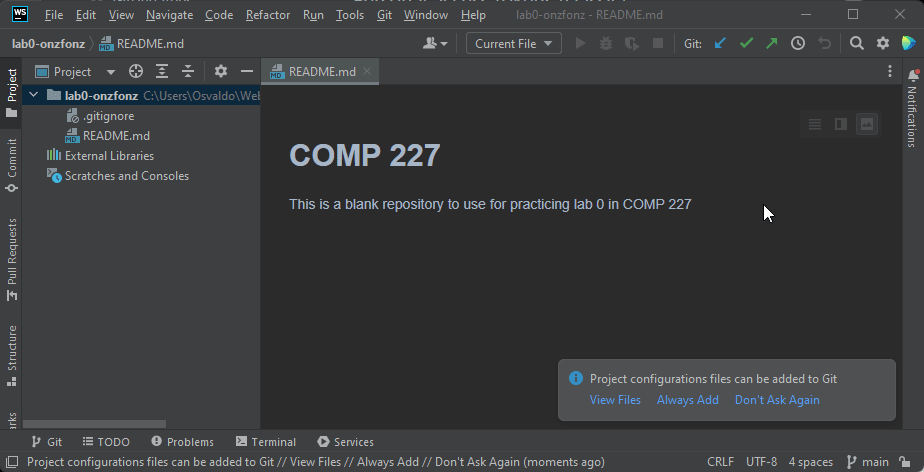 WS File Edit View Navigate Code Refactor Run Tools Git Window Help lab0-onzfonz - README.md
lab0-onzfonz README.md Current File Git:
Project
Project README.md
lab0-onzfonz C:\Users\Osvaldo\Web
.gitignore
MD README.md
External Libraries
Scratches and Consoles
Commit
Pull Requests
Structure
arks
COMP 227
This is a blank repository to use for practicing lab 0 in COMP 227
Notifications
Project configurations files can be added to Git
View Files Always Add Don't Ask Again
Git TODO Problems Terminal Services
Project configurations files can be added to Git // View Files // Always Add // Don't Ask Again (moments ago) CRLF UTF-8 4 spaces main